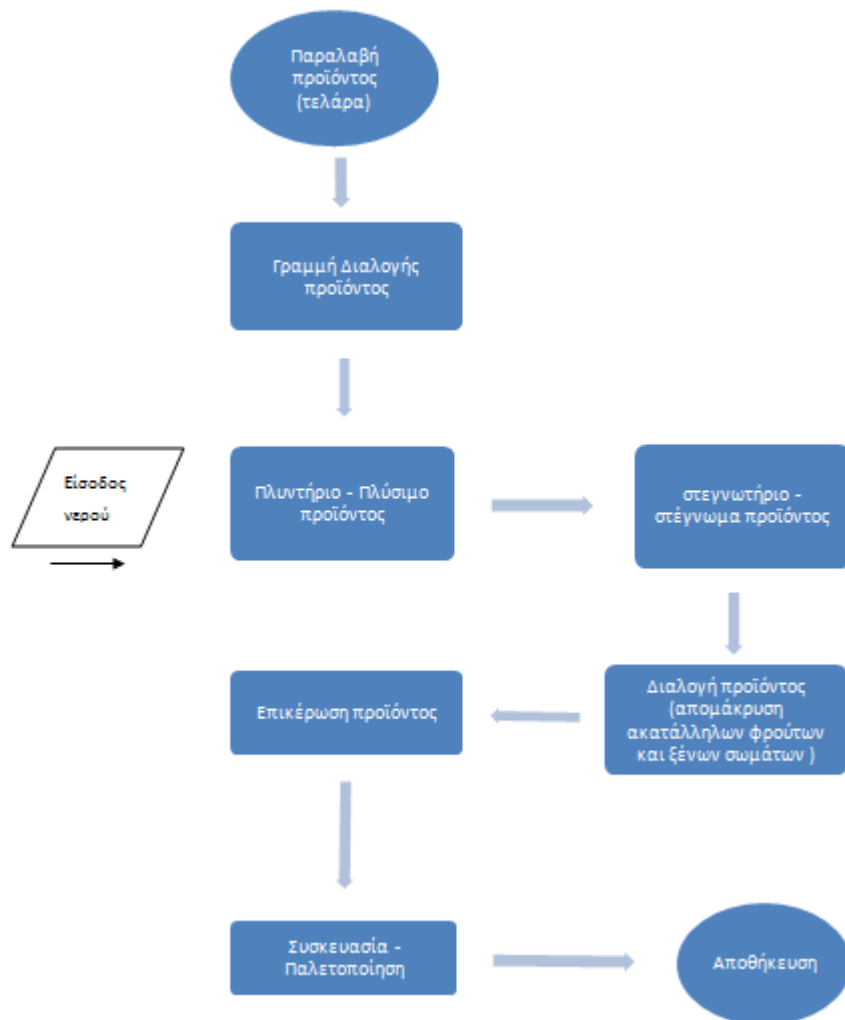 Παραλαβή
προϊόντος
(τελάρα)
Γραμμή Διαλογής
προϊόντος
Είσοδος
νερού
Πλυντήριο - Πλύσιμο
προϊόντος
στεγνωτήριο -
στέγνωμα προϊόντος
Διαλογή προϊόντος
(απομάκρυση
ακατάλληλων φρούτων
και ξένων σωμάτων )
Επικέρωση προϊόντος
Συσκευασία -
Παλετοποίηση
Αποθήκευση